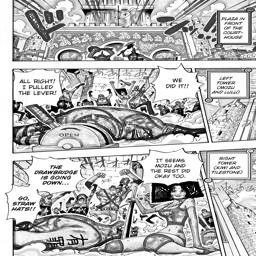 PLAZA IN
FRONT OF
THE
COURT-
HOUSE
ALL RIGHT!
I PULLED
THE LEVER!
WE
DID IT!!
LEFT
TOWER
(MOZU
AND LULU)
OPEN
THE
DRAWBRIDGE
IS GOING
DOWN...
IT SEEMS
MOZU AND
THE REST DID
OKAY TOO.
RIGHT
TOWER
(KIWI AND
TILESTONE)
GO,
STRAW
HATS!!